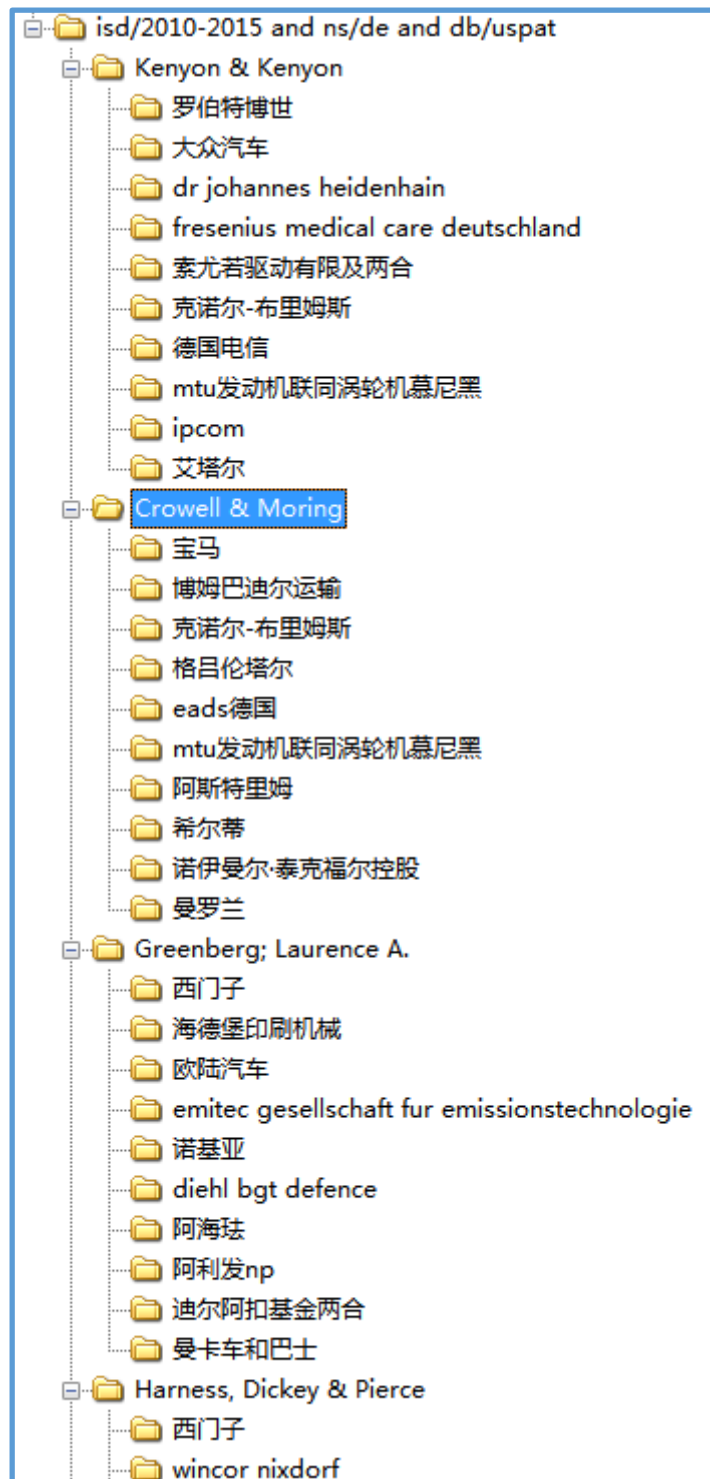 isd/2010-2015 and ns/de and db/uspat
Kenyon & Kenyon
罗伯特博世
大众汽车
dr johannes heidenhain
fresenius medical care deutschland
索尤若驱动有限及两合
克诺尔-布里姆斯
德国电信
mtu发动机联同涡轮机慕尼黑
ipcom
艾塔尔
Crowell & Moring
宝马
博姆巴迪尔运输
克诺尔-布里姆斯
格吕伦塔尔
eads德国
mtu发动机联同涡轮机慕尼黑
阿斯特里姆
希尔蒂
诺伊曼尔·泰克福尔控股
曼罗兰
Greenberg; Laurence A.
西门子
海德堡印刷机械
欧陆汽车
emitec gesellschaft fur emissionstechnologie
诺基亚
diehl bgt defence
阿海珐
阿利发np
迪尔阿扣基金两合
曼卡车和巴士
Harness, Dickey & Pierce
西门子
wincor nixdorf